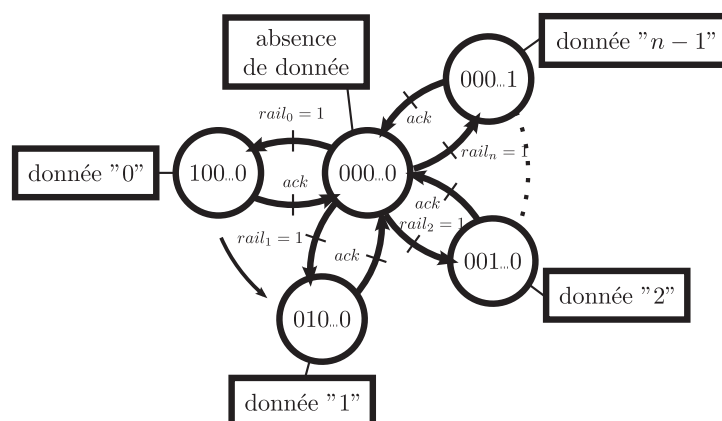 absence
de donnée
donnée "n − 1"
000...1
ack
rail₀ = 1
railₙ = 1
donnée "0"
100...0
000...0
ack
ack
rail₁ = 1
rail₂ = 1
ack
001...0
010...0
donnée "2"
donnée "1"